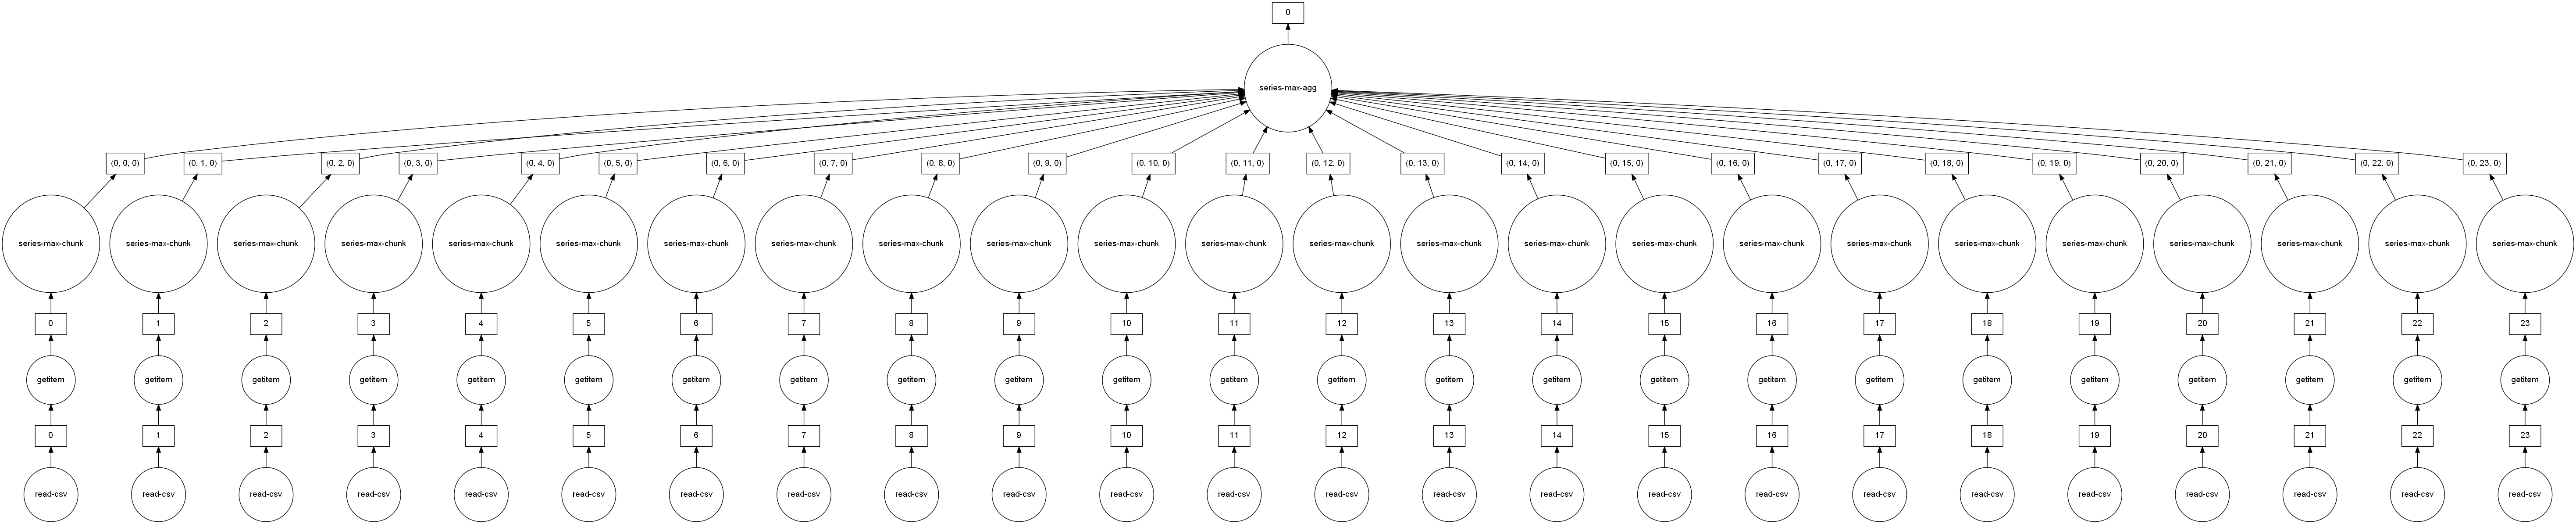 0
series-max-agg
(0, 0, 0) (0, 1, 0) (0, 2, 0) (0, 3, 0) (0, 4, 0) (0, 5, 0) (0, 6, 0) (0, 7, 0) (0, 8, 0) (0, 9, 0) (0, 10, 0) (0, 11, 0) (0, 12, 0) (0, 13, 0) (0, 14, 0) (0, 15, 0) (0, 16, 0) (0, 17, 0) (0, 18, 0) (0, 19, 0) (0, 20, 0) (0, 21, 0) (0, 22, 0) (0, 23, 0)
series-max-chunk series-max-chunk series-max-chunk series-max-chunk series-max-chunk series-max-chunk series-max-chunk series-max-chunk series-max-chunk series-max-chunk series-max-chunk series-max-chunk series-max-chunk series-max-chunk series-max-chunk series-max-chunk series-max-chunk series-max-chunk series-max-chunk series-max-chunk series-max-chunk series-max-chunk series-max-chunk series-max-chunk
0 1 2 3 4 5 6 7 8 9 10 11 12 13 14 15 16 17 18 19 20 21 22 23
getitem getitem getitem getitem getitem getitem getitem getitem getitem getitem getitem getitem getitem getitem getitem getitem getitem getitem getitem getitem getitem getitem getitem getitem
0 1 2 3 4 5 6 7 8 9 10 11 12 13 14 15 16 17 18 19 20 21 22 23
read-csv read-csv read-csv read-csv read-csv read-csv read-csv read-csv read-csv read-csv read-csv read-csv read-csv read-csv read-csv read-csv read-csv read-csv read-csv read-csv read-csv read-csv read-csv read-csv